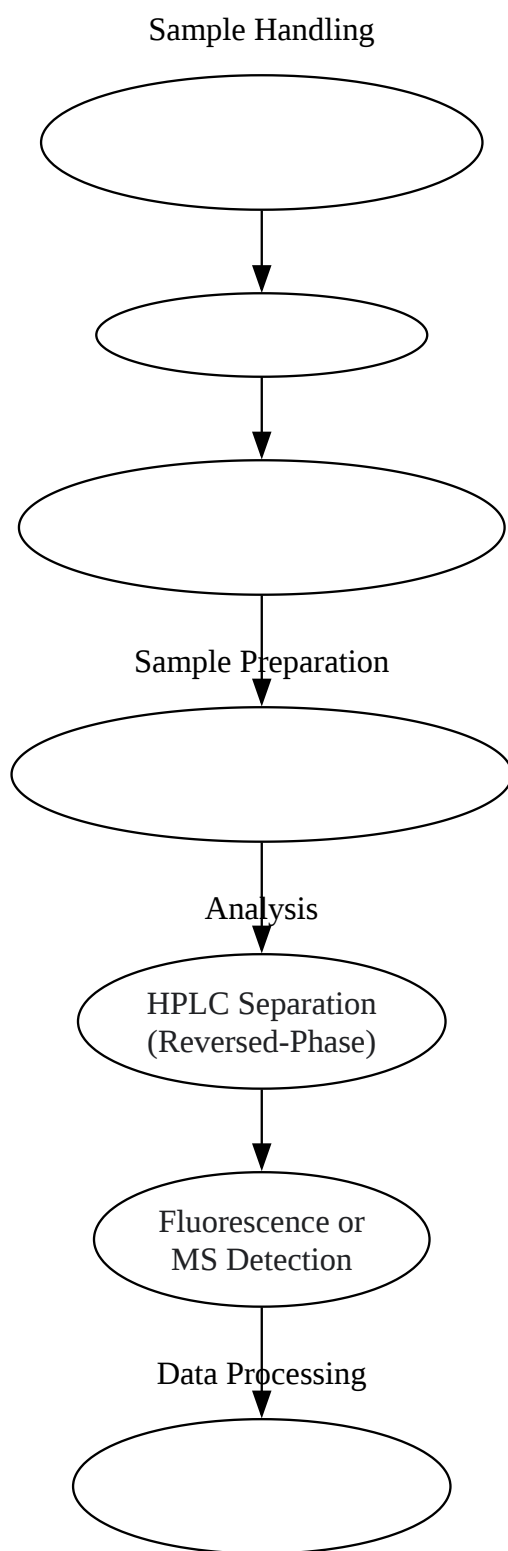 Sample Handling
Sample Preparation
Analysis
HPLC Separation
(Reversed-Phase)
Fluorescence or
MS Detection
Data Processing